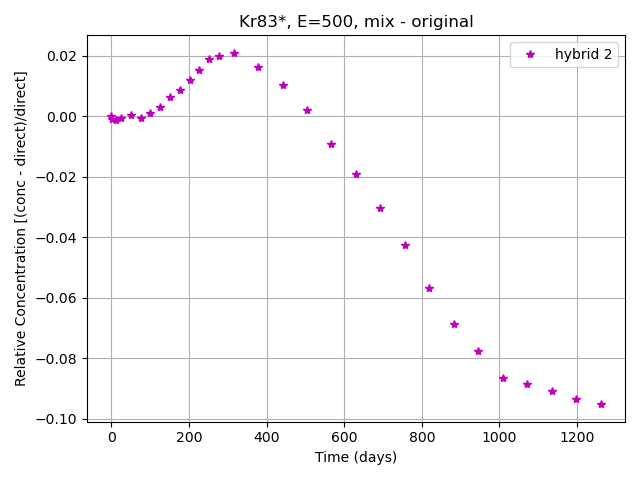 Kr83*, E=500, mix - original
hybrid 2
Relative Concentration [(conc - direct)/direct]
0.02
0.00
−0.02
−0.04
−0.06
−0.08
−0.10
0 200 400 600 800 1000 1200
Time (days)